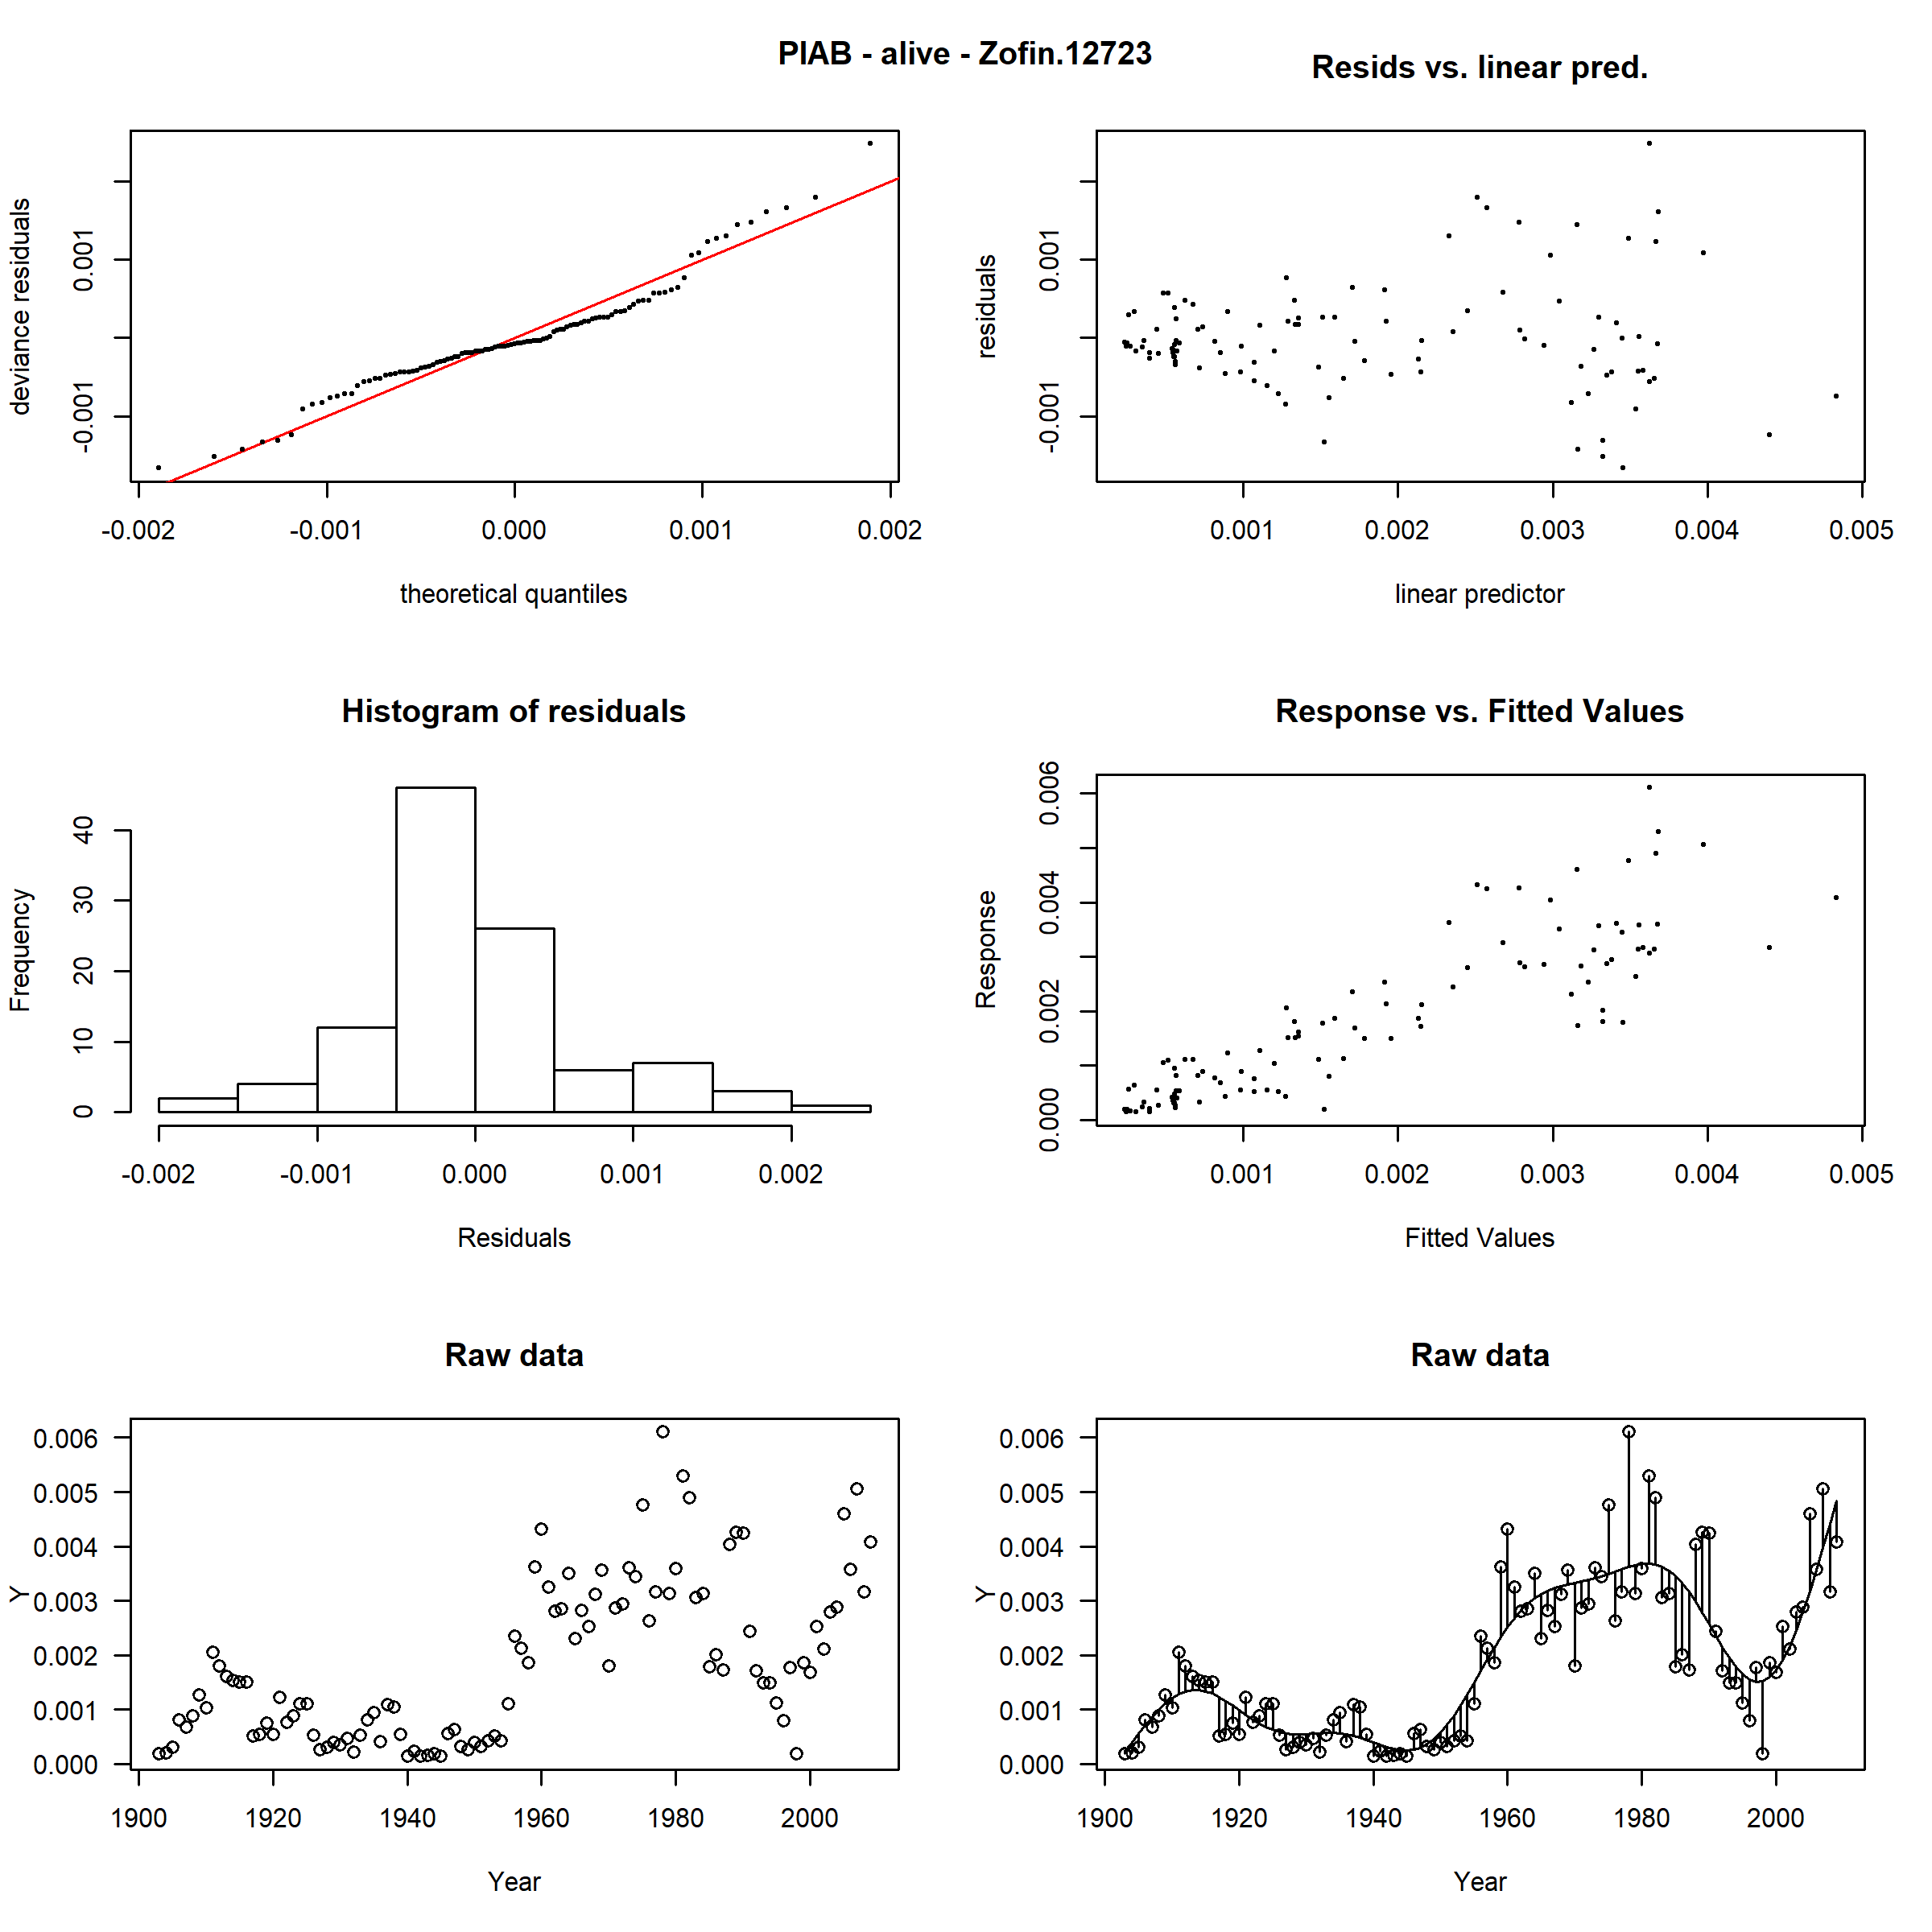 PIAB - alive - Zofin.12723
Resids vs. linear pred.
deviance residuals
-0.001
0.001
-0.002 -0.001 0.000 0.001 0.002
theoretical quantiles
residuals
-0.001
0.001
0.001 0.002 0.003 0.004 0.005
linear predictor
Histogram of residuals
Frequency
0 10 20 30 40
-0.002 -0.001 0.000 0.001 0.002
Residuals
Response vs. Fitted Values
Response
0.000 0.002 0.004 0.006
0.001 0.002 0.003 0.004 0.005
Fitted Values
Raw data
Y
0.006
0.005
0.004
0.003
0.002
0.001
0.000
1900 1920 1940 1960 1980 2000
Year
Raw data
Y
0.006
0.005
0.004
0.003
0.002
0.001
0.000
1900 1920 1940 1960 1980 2000
Year